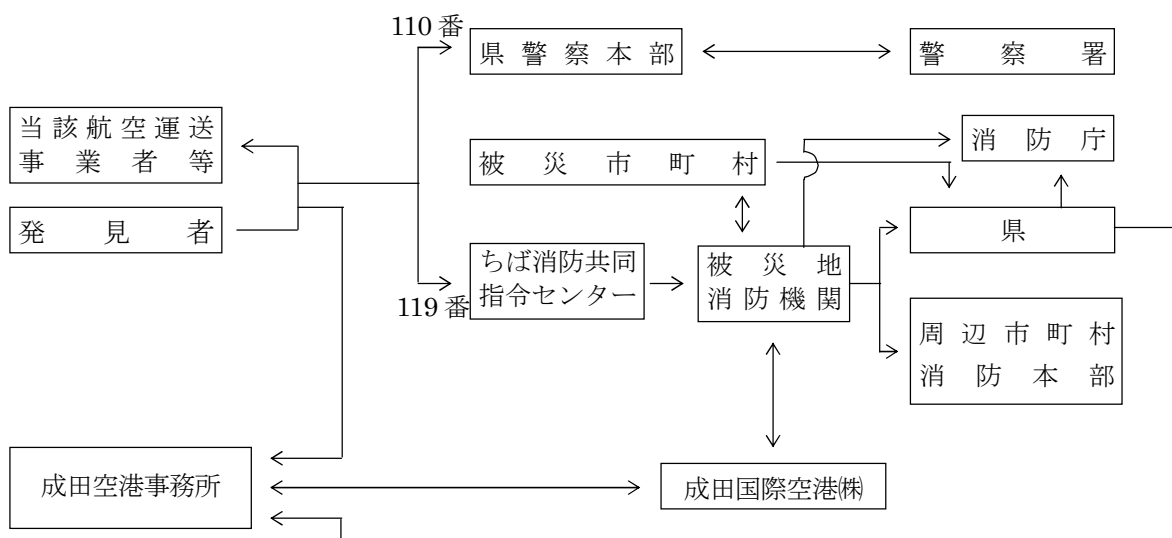 110番
県警察本部
警察署
当該航空運送
事業者等
消防庁
被災市町村
発見者
県
ちば消防共同
指令センター
被災地
消防機関
119番
周辺市町村
消防本部
成田空港事務所
成田国際空港㈱